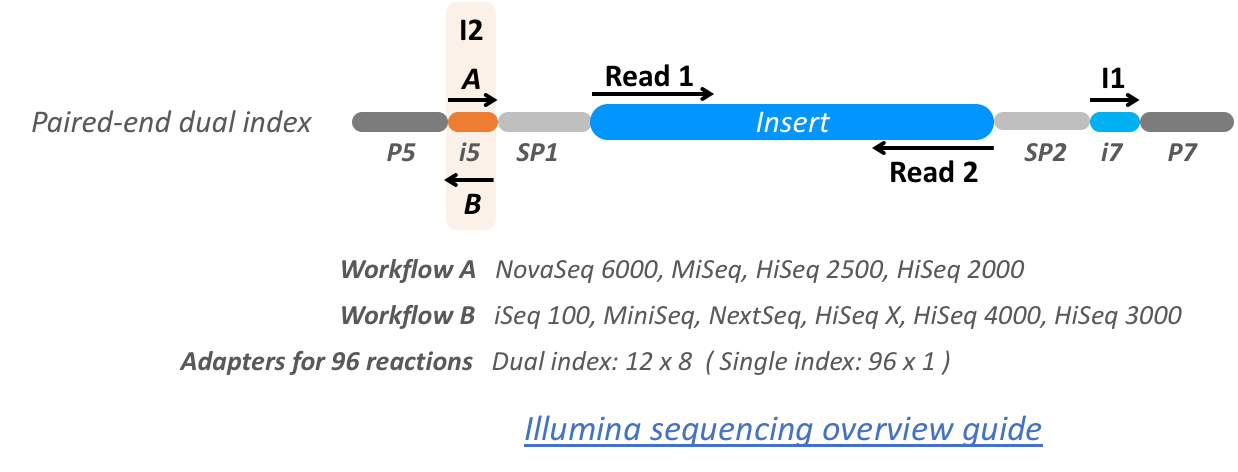 I2
A
Read 1
I1
Paired-end dual index
Insert
P5
i5
SP1
SP2
i7
P7
Read 2
B
Workflow A NovaSeq 6000, MiSeq, HiSeq 2500, HiSeq 2000
Workflow B iSeq 100, MiniSeq, NextSeq, HiSeq X, HiSeq 4000, HiSeq 3000
Adapters for 96 reactions Dual index: 12 x 8 ( Single index: 96 x 1 )
Illumina sequencing overview guide